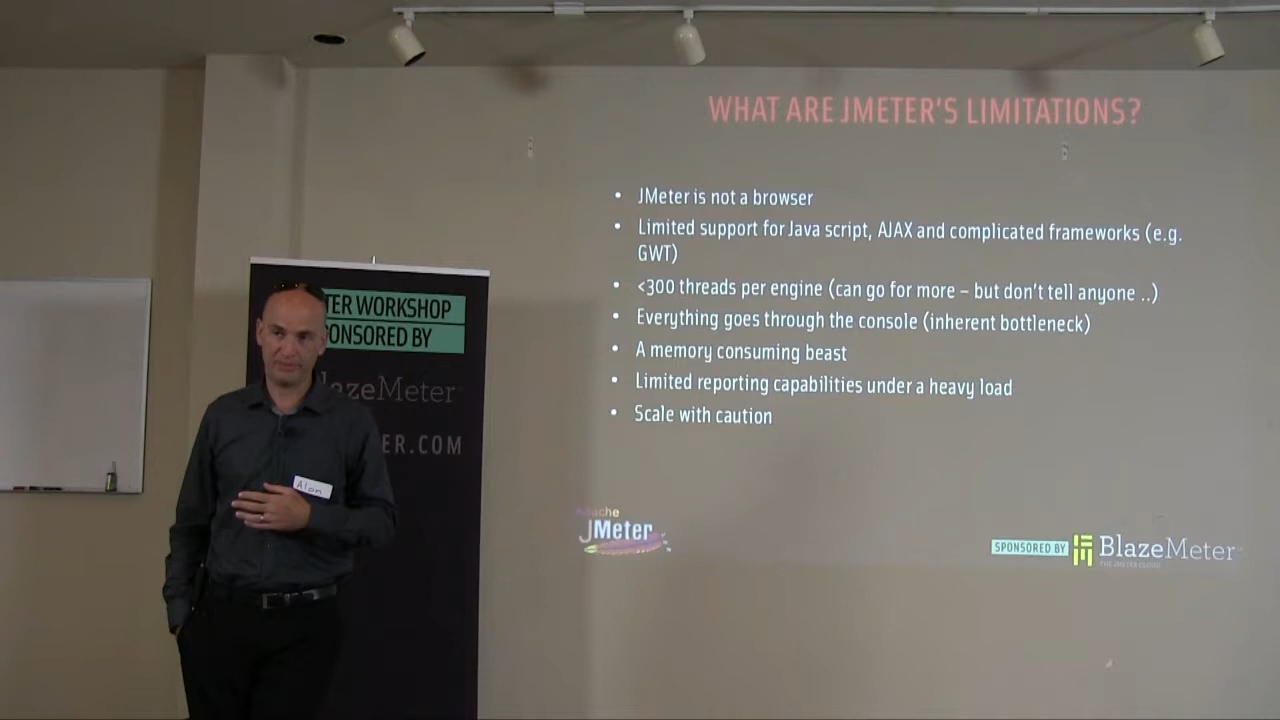 WHAT ARE JMETER'S LIMITATIONS?
• JMeter is not a browser
• Limited support for Java script, AJAX and complicated frameworks (e.g.
GWT)
• <300 threads per engine (can go for more – but don't tell anyone ..)
• Everything goes through the console (inherent bottleneck)
• A memory consuming beast
• Limited reporting capabilities under a heavy load
• Scale with caution
TER WORKSHOP
ONSORED BY
lazeMeter
ER.COM
Alon
Apache
JMeter
SPONSORED BY BlazeMeter
THE JMETER CLOUD